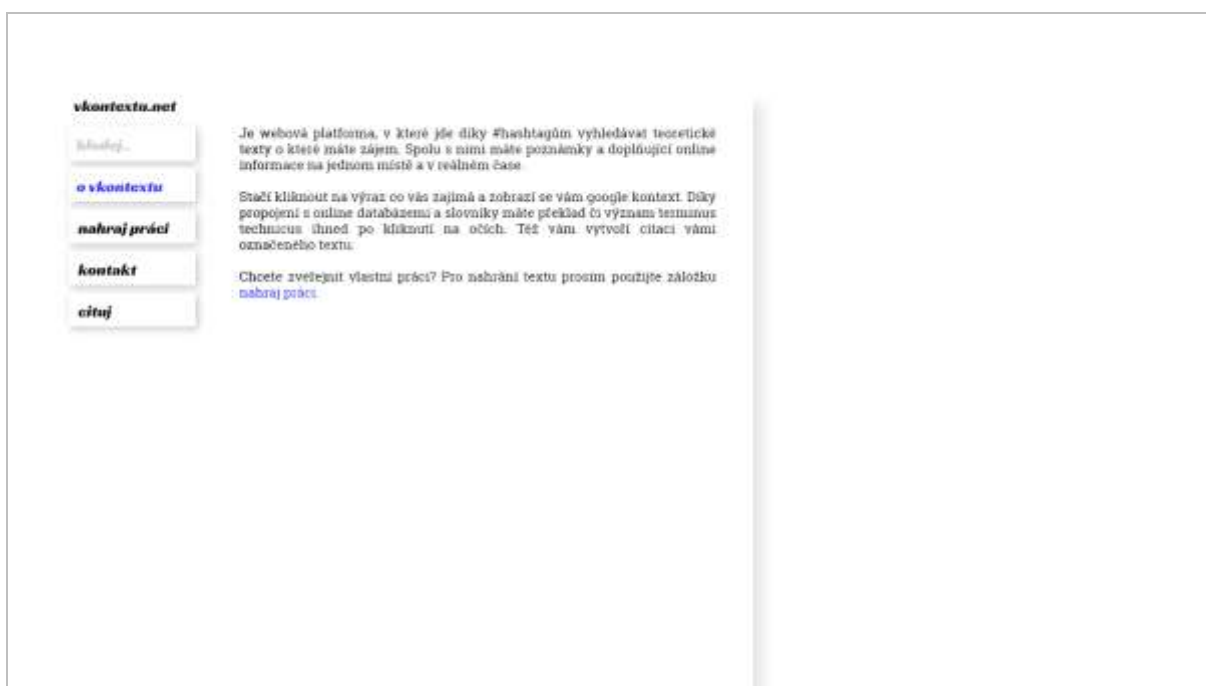 vkontextu.net
hledej...
o vkontextu
nahraj práci
kontakt
cituj
Je webová platforma, v které jde díky #hashtagům vyhledávat teoretické
texty o které máte zájem. Spolu s nimi máte poznámky a doplňující online
informace na jednom místě a v reálném čase.
Stačí kliknout na výraz co vás zajímá a zobrazí se vám google kontext. Díky
propojení s online databázemi a slovníky máte překlad či význam terminus
technicus ihned po kliknutí na očích. Též vám vytvoří citaci vámi
označeného textu.
Chcete zveřejnit vlastní práci? Pro nahrání textu prosím použijte záložku
nahraj práci.